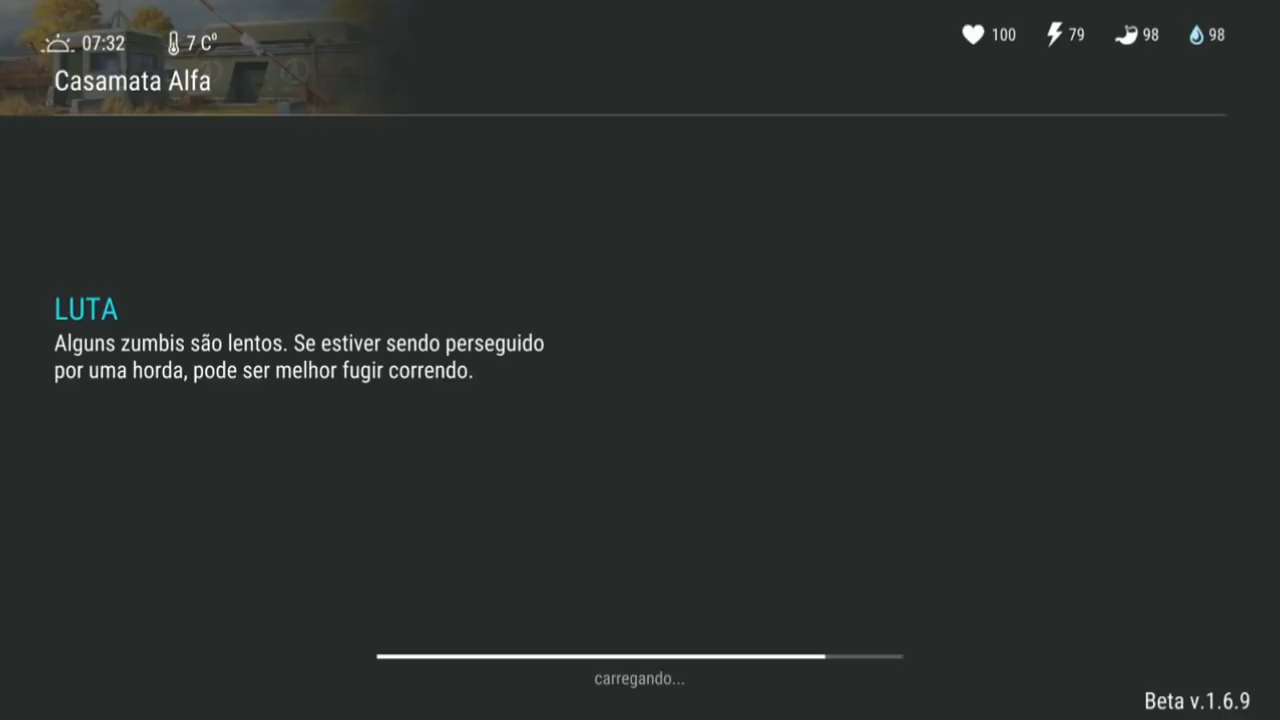 07:32 7 Cº
100 79 98 98
Casamata Alfa
LUTA
Alguns zumbis são lentos. Se estiver sendo perseguido
por uma horda, pode ser melhor fugir correndo.
carregando...
Beta v.1.6.9